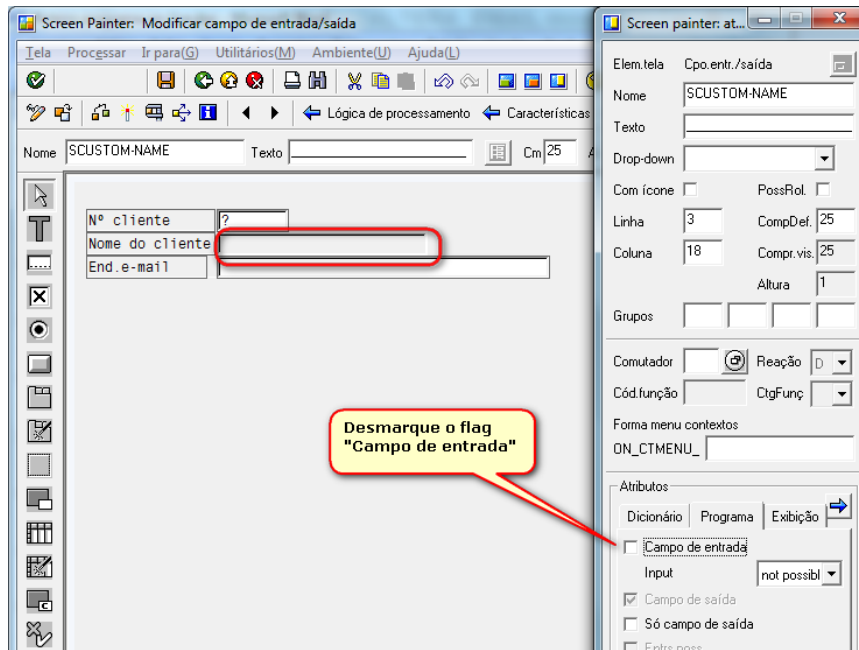 Screen Painter: Modificar campo de entrada/saída
Tela Processar Ir para(G) Utilitários(M) Ambiente(U) Ajuda(L)
Lógica de processamento Características
Nome SCUSTOM-NAME Texto Cm 25 A
Nº cliente ?
Nome do cliente
End.e-mail
Desmarque o flag
"Campo de entrada"
Screen painter: at...
Elem.tela Cpo.entr./saída
Nome SCUSTOM-NAME
Texto
Drop-down
Com ícone PossRol.
Linha 3 CompDef. 25
Coluna 18 Compr.vis. 25
Altura 1
Grupos
Comutador Reação D
Cód.função CtgFunç
Forma menu contextos
ON_CTMENU_
Atributos
Dicionário Programa Exibição
Campo de entrada
Input not possibl
Campo de saída
Só campo de saída
Entrs.poss.